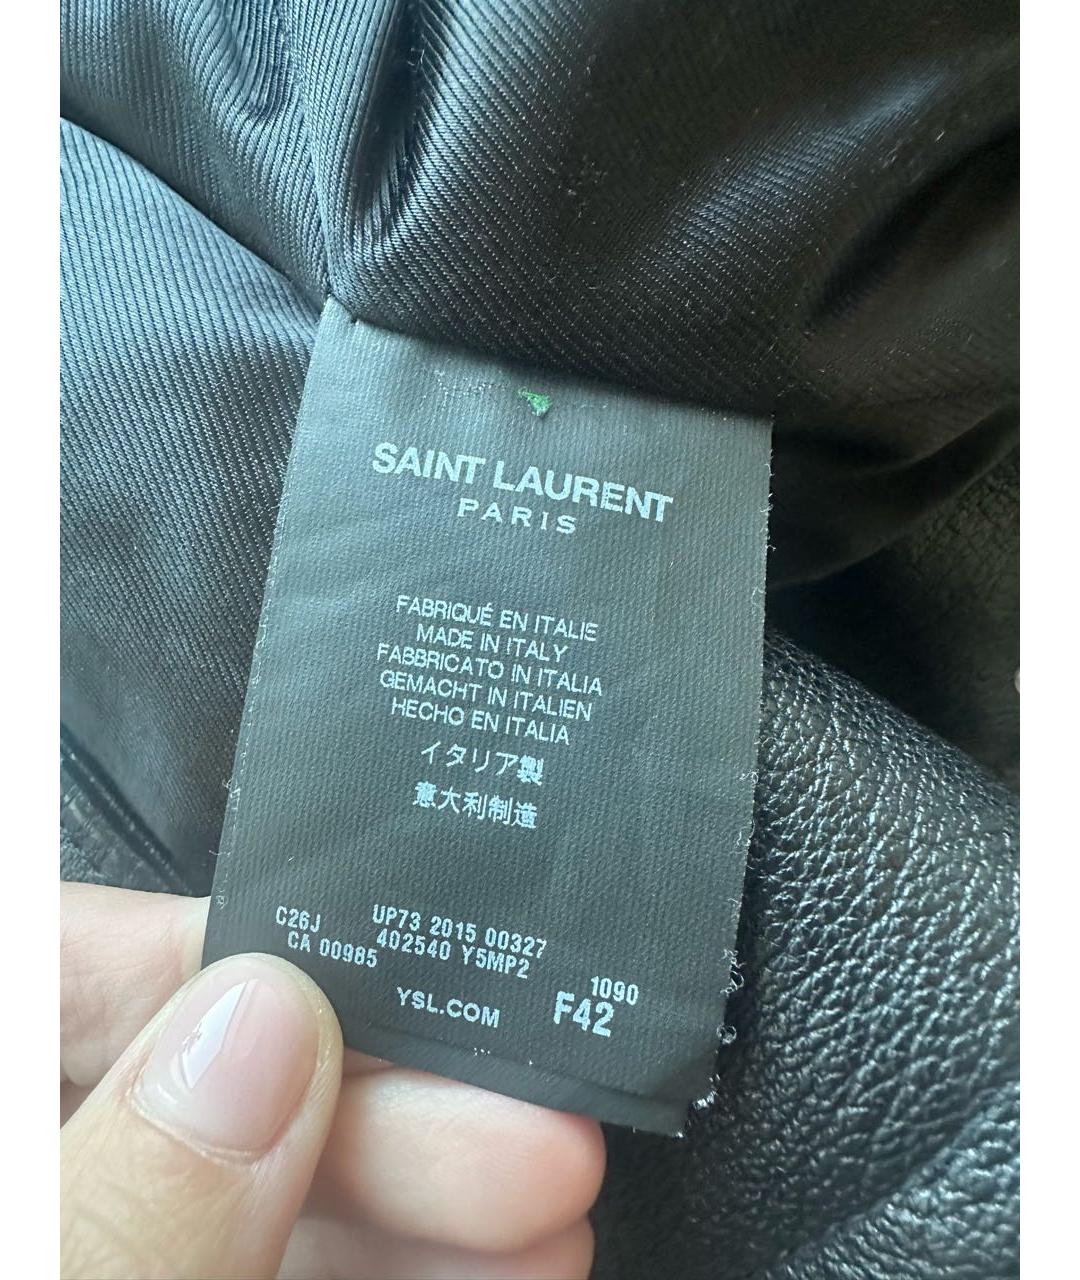 SAINT LAURENT
PARIS
FABRIQUÉ EN ITALIE
MADE IN ITALY
FABBRICATO IN ITALIA
GEMACHT IN ITALIEN
HECHO EN ITALIA
イタリア製
意大利制造
C26J UP73 2015 00327
CA 00985 402540 Y5MP2
1090
YSL.COM F42